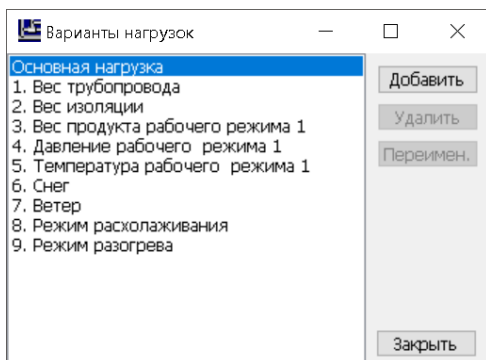 Варианты нагрузок
Основная нагрузка
1. Вес трубопровода
2. Вес изоляции
3. Вес продукта рабочего режима 1
4. Давление рабочего  режима 1
5. Температура рабочего  режима 1
6. Снег
7. Ветер
8. Режим расхолаживания
9. Режим разогрева
Добавить
Удалить
Переимен.
Закрыть